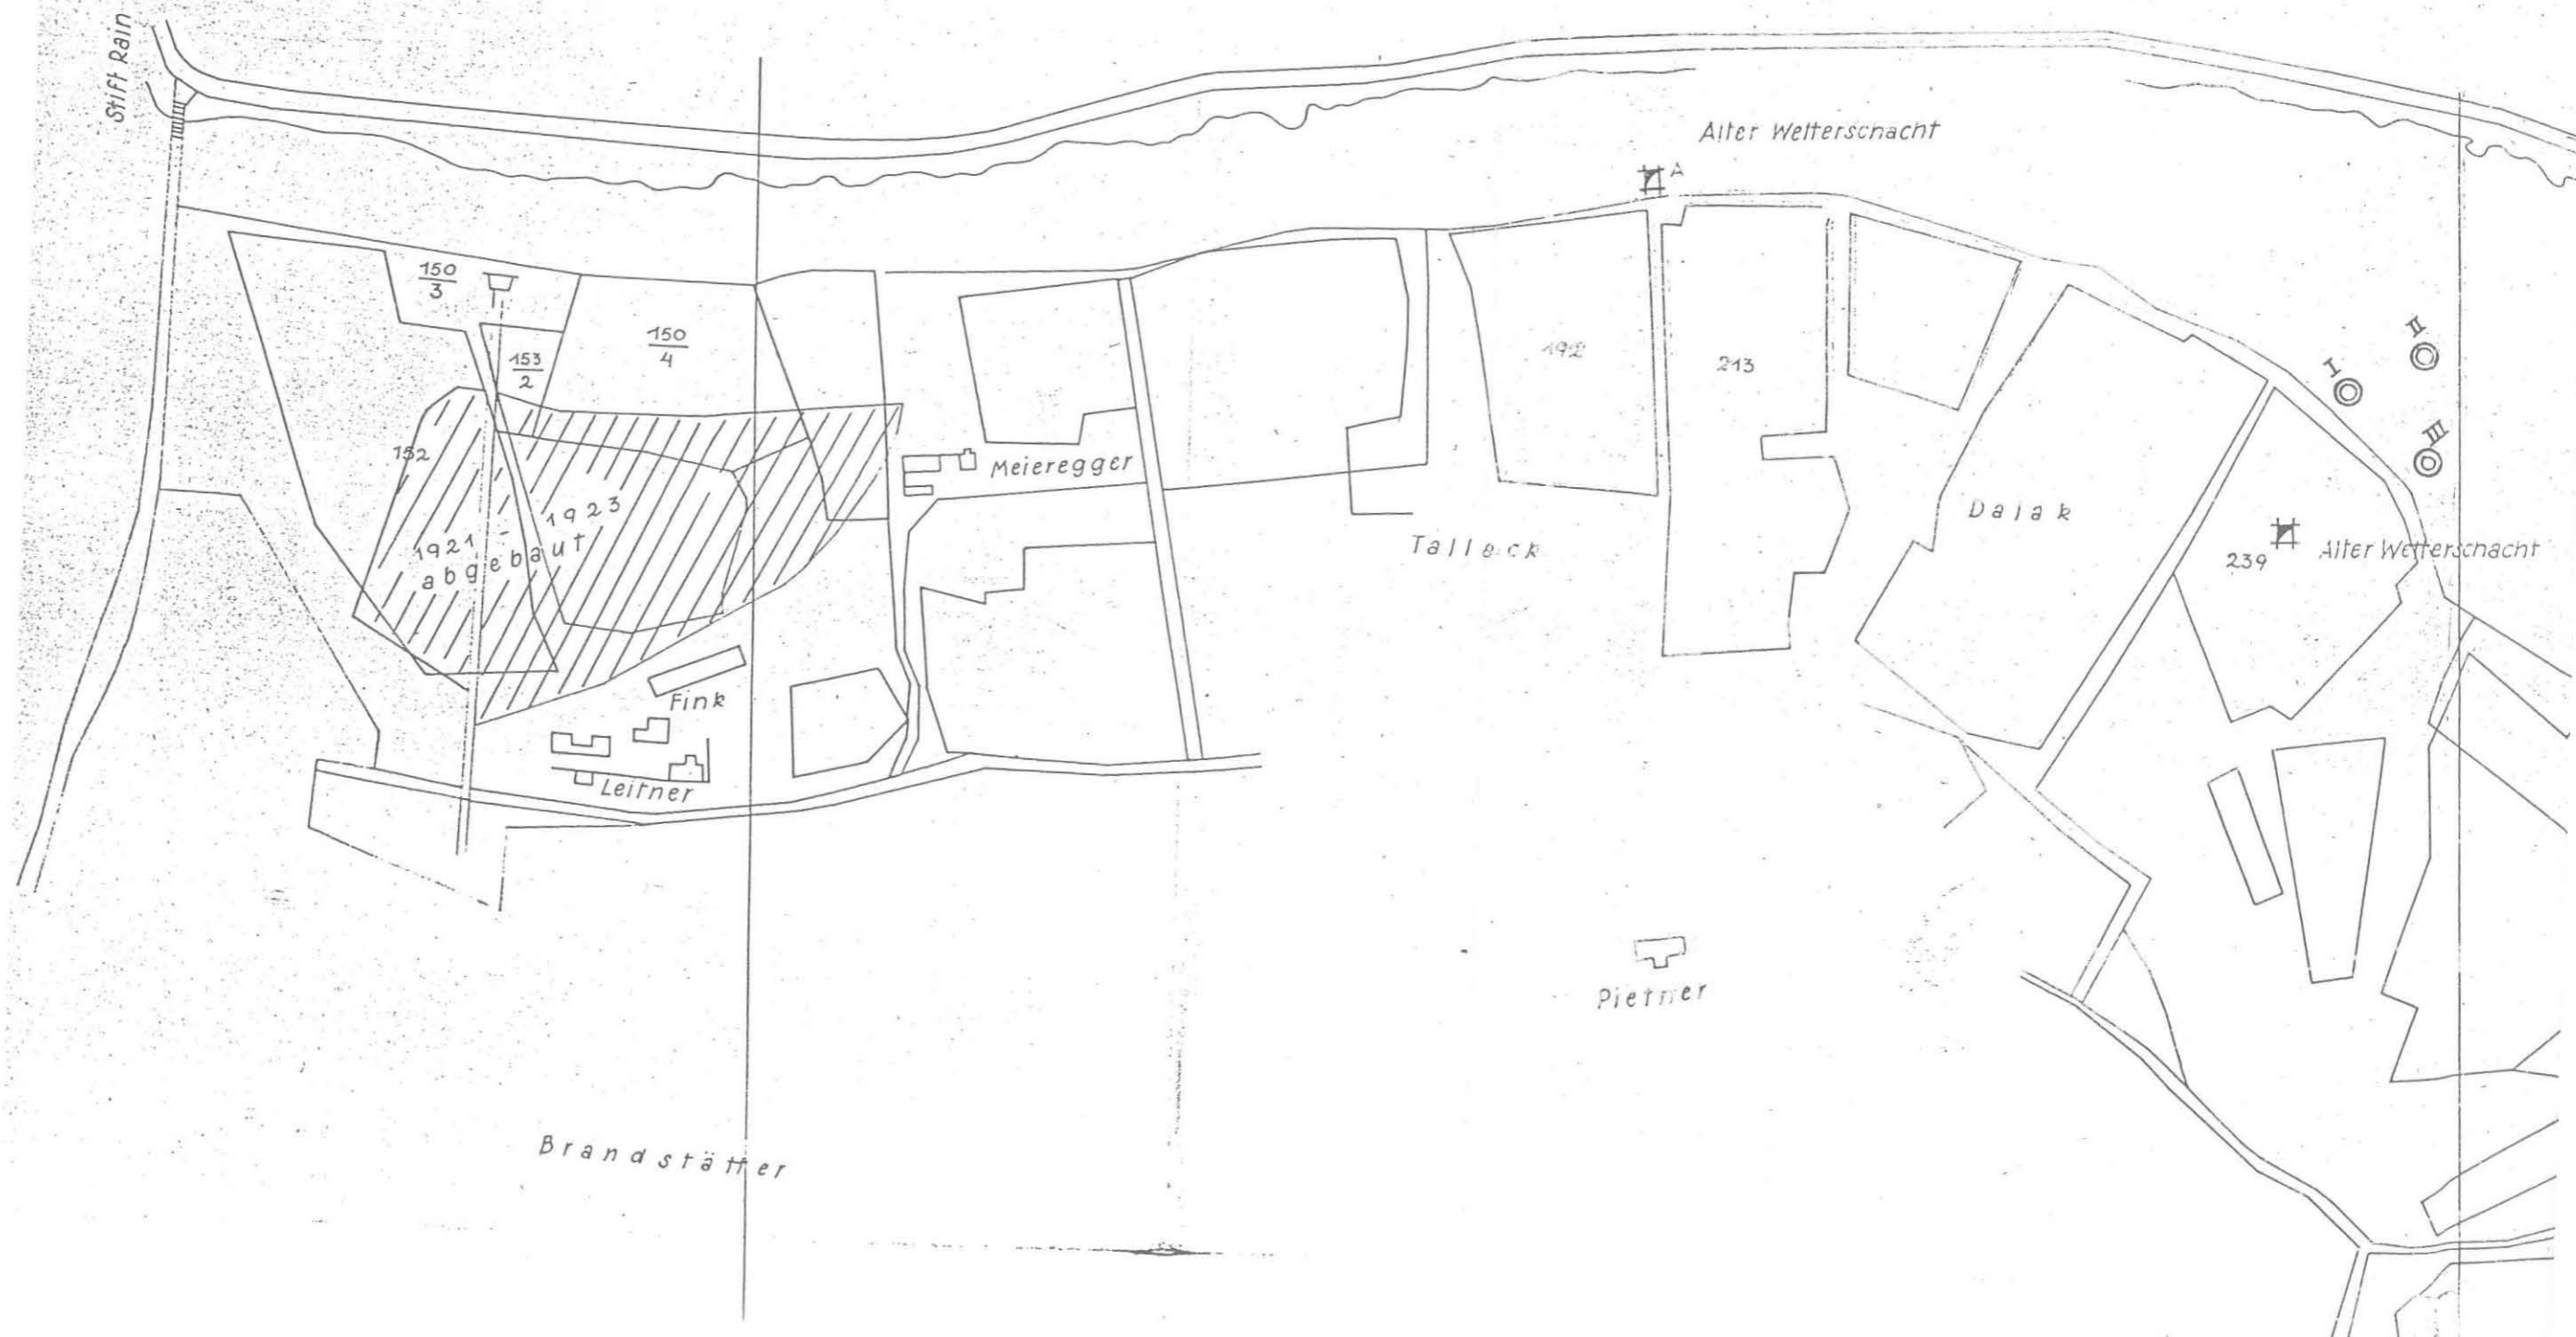 Stift Rain
Alter Wetterschacht
A
150
3
153
2
150
4
192
213
II
I
III
152
Meieregger
1921 - 1923
abgebaut
Talleck
Dajak
239
Alter Wetterschacht
Fink
Leitner
Pietner
Brandstätter